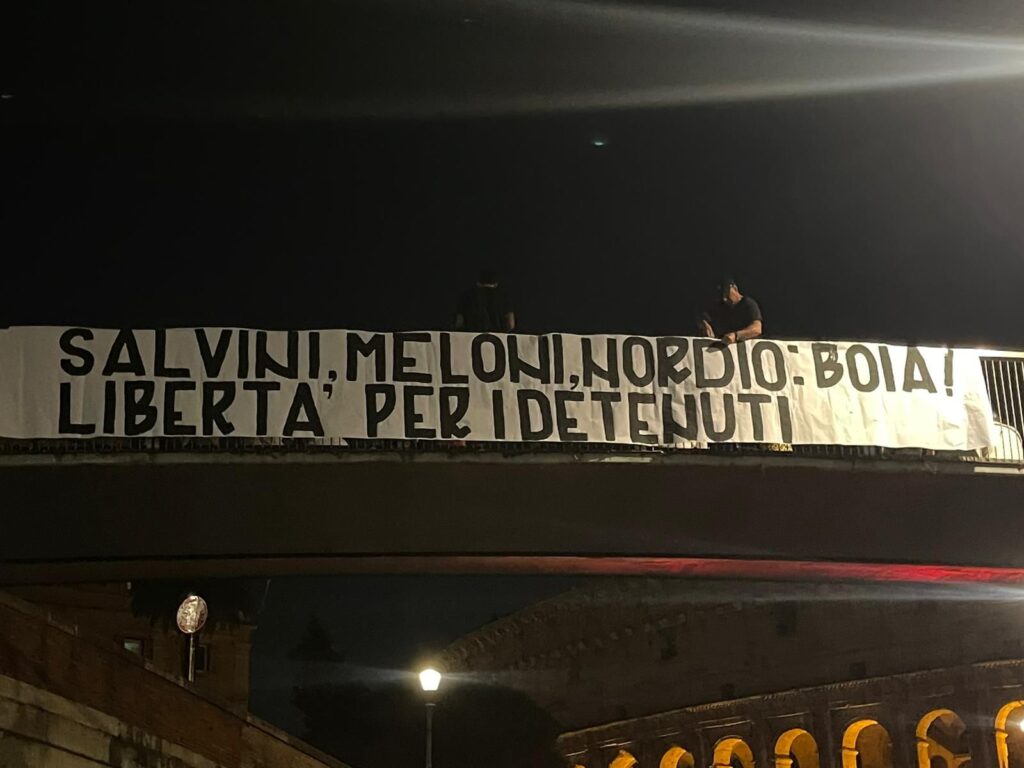 SALVINI, MELONI, NORDIO: BOIA!
LIBERTA' PER I DETENUTI